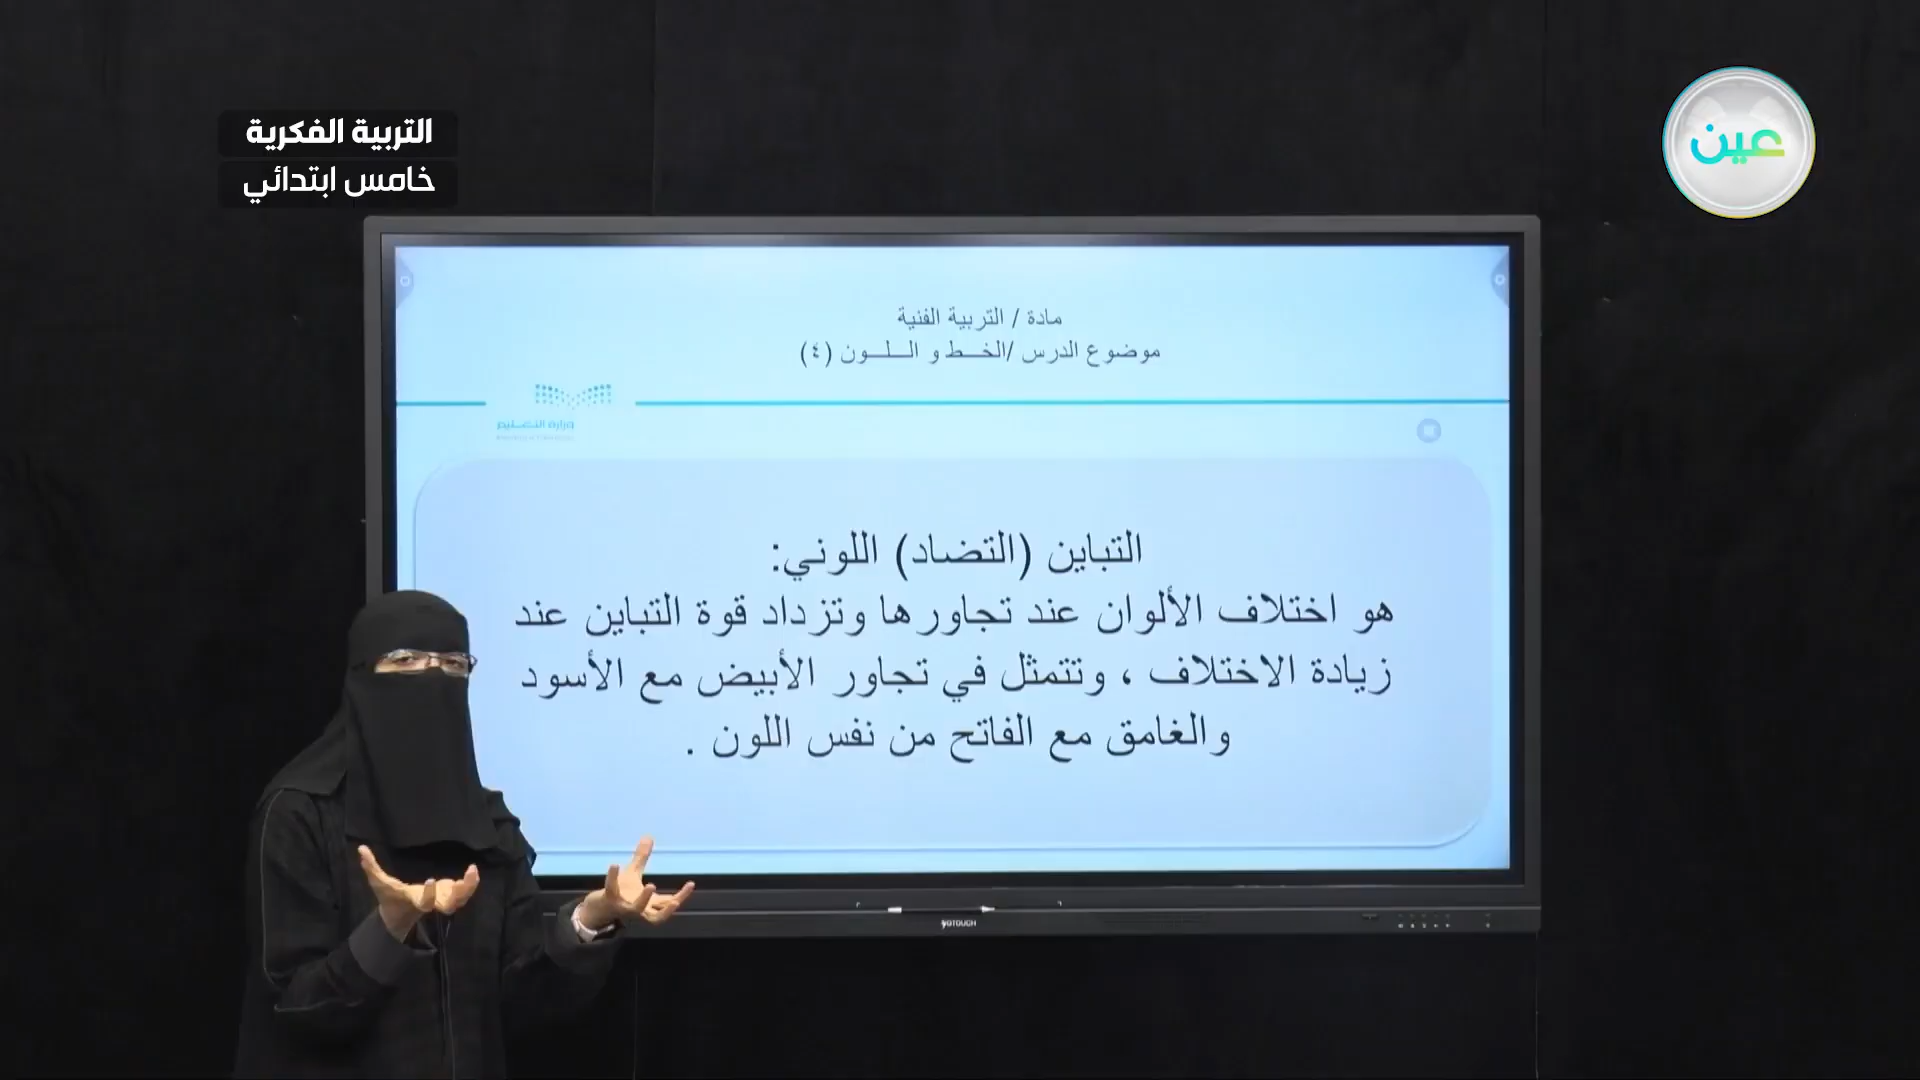 التربية الفكرية
خامس ابتدائي
عين
مادة / التربية الفنية
موضوع الدرس /الخـــط و اللـــون (٤)
وزارة التعليم
التباين (التضاد) اللوني:
هو اختلاف الألوان عند تجاورها وتزداد قوة التباين عند
زيادة الاختلاف ، وتتمثل في تجاور الأبيض مع الأسود
والغامق مع الفاتح من نفس اللون .